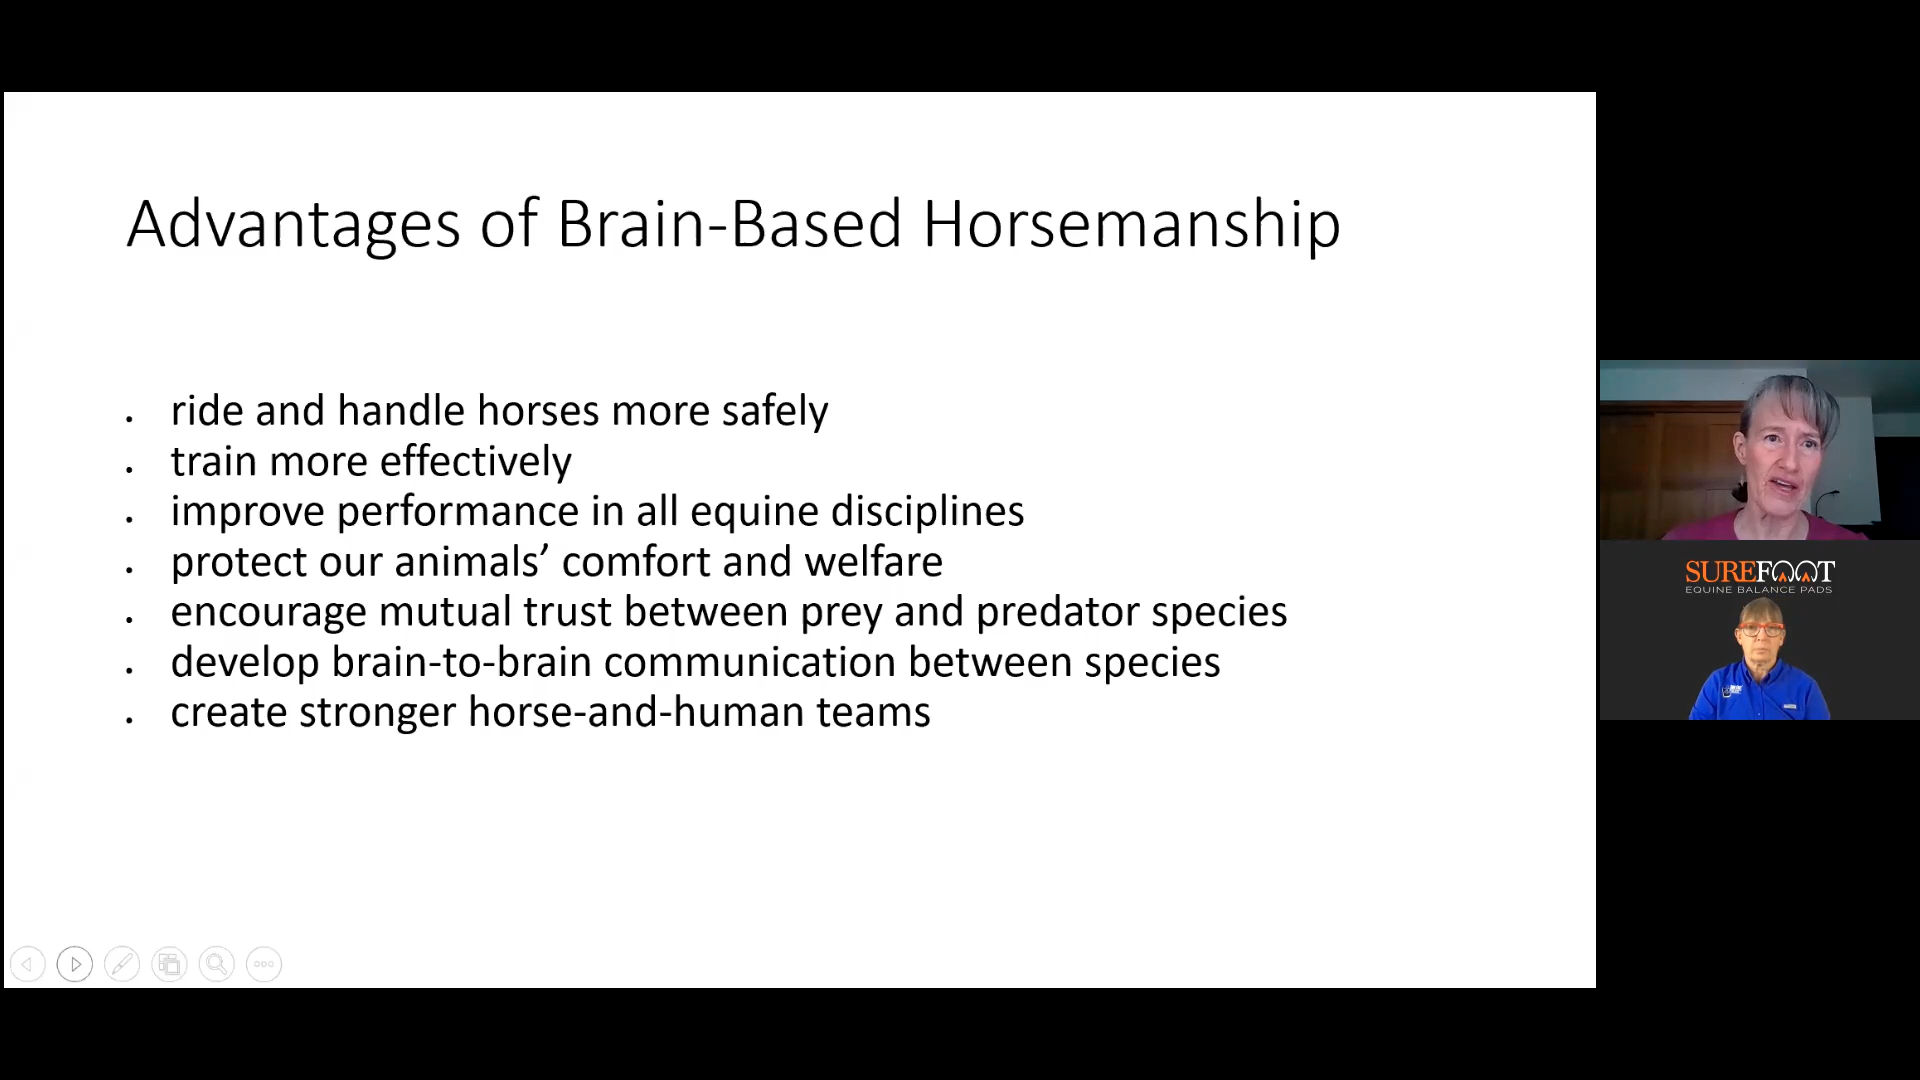 Advantages of Brain-Based Horsemanship
ride and handle horses more safely
train more effectively
improve performance in all equine disciplines
protect our animals’ comfort and welfare
encourage mutual trust between prey and predator species
develop brain-to-brain communication between species
create stronger horse-and-human teams
SUREFOOT
EQUINE BALANCE PADS